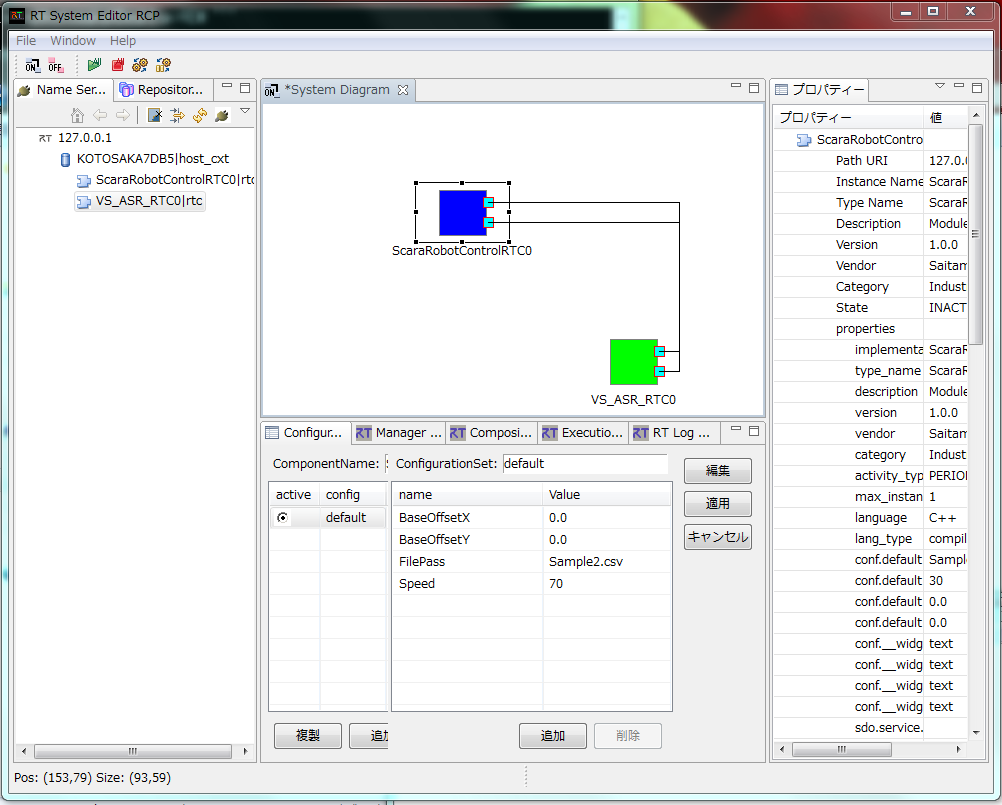 RT System Editor RCP
File Window Help
ON OFF
Name Ser... Repositor...
RT 127.0.0.1
KOTOSAKA7DB5|host_cxt
ScaraRobotControlRTC0|rtc
VS_ASR_RTC0|rtc
*System Diagram
ScaraRobotControlRTC0
VS_ASR_RTC0
Configur... RT Manager ... RT Composi... RT Executio... RT RT Log ...
ComponentName: ConfigurationSet: default
active config
default
name Value
BaseOffsetX 0.0
BaseOffsetY 0.0
FilePass Sample2.csv
Speed 70
編集
適用
キャンセル
複製 追加
追加 削除
プロパティー
プロパティー 値
ScaraRobotContro
Path URI 127.0.0
Instance Name ScaraR
Type Name ScaraR
Description Module
Version 1.0.0
Vendor Saitam
Category Indust
State INACT
properties
implementa ScaraR
type_name ScaraR
description Module
version 1.0.0
vendor Saitam
category Indust
activity_typ PERIOD
max_instan 1
language C++
lang_type compil
conf.default Sampl
conf.default 30
conf.default 0.0
conf.default 0.0
conf.__widg text
conf.__widg text
conf.__widg text
conf.__widg text
sdo.service.
Pos: (153,79) Size: (93,59)